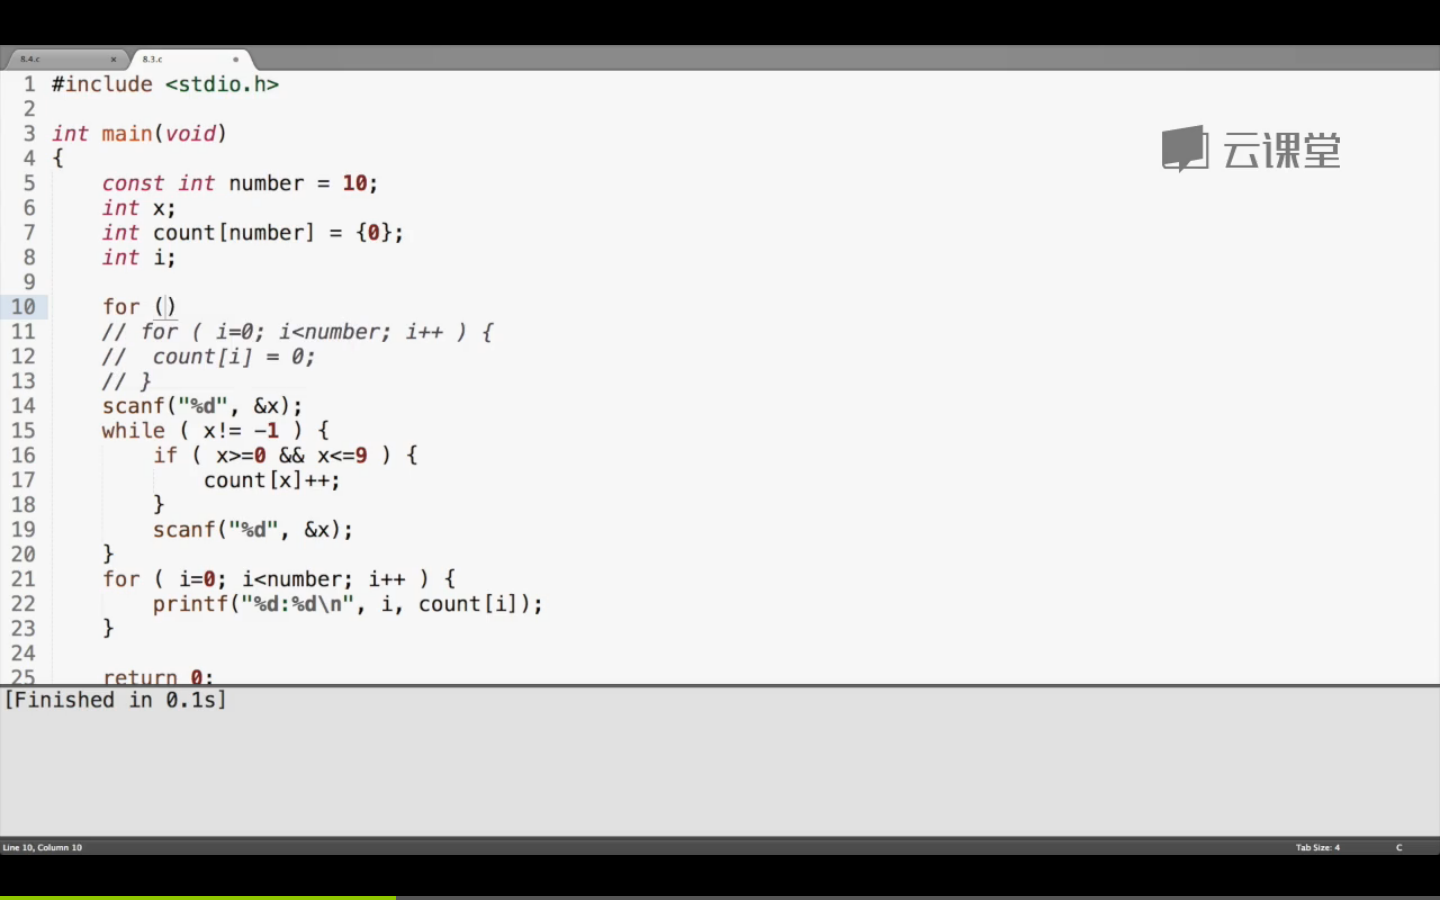 8.4.c
8.3.c
云课堂
1 #include <stdio.h>
2
3 int main(void)
4 {
5 const int number = 10;
6 int x;
7 int count[number] = {0};
8 int i;
9
10 for ()
11 // for ( i=0; i<number; i++ ) {
12 // count[i] = 0;
13 // }
14 scanf("%d", &x);
15 while ( x!= -1 ) {
16 if ( x>=0 && x<=9 ) {
17 count[x]++;
18 }
19 scanf("%d", &x);
20 }
21 for ( i=0; i<number; i++ ) {
22 printf("%d:%d\n", i, count[i]);
23 }
24
25 return 0;
[Finished in 0.1s]
Line 10, Column 10
Tab Size: 4
C